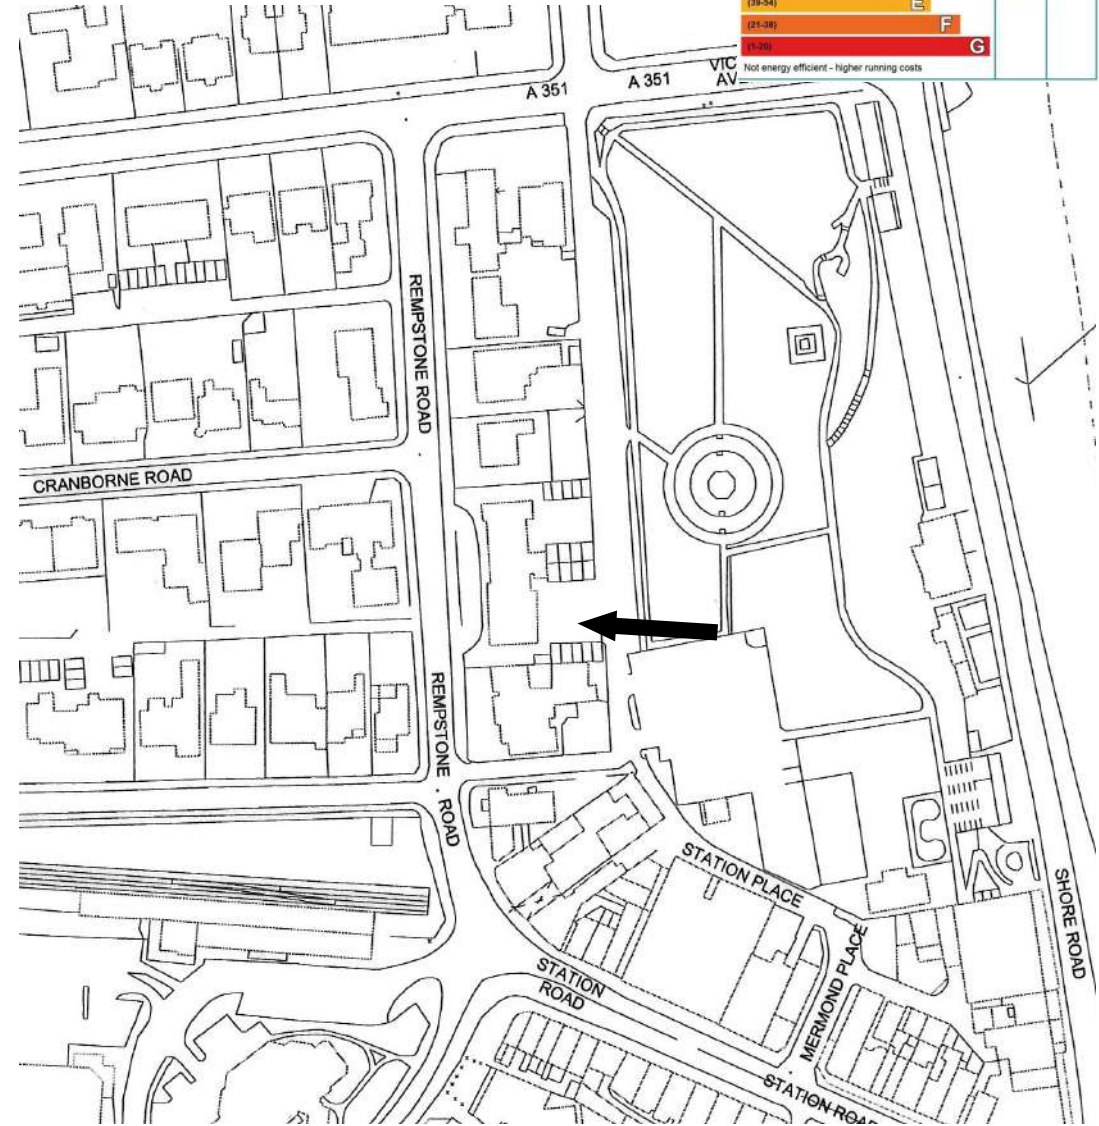 (39-54) E
(21-38) F
(1-20) G
Not energy efficient - higher running costs
A 351
A 351
VIC
AV
REMPSTONE ROAD
CRANBORNE ROAD
REMPSTONE ROAD
STATION PLACE
MERMOND PLACE
SHORE ROAD
STATION
ROAD
STATION ROA